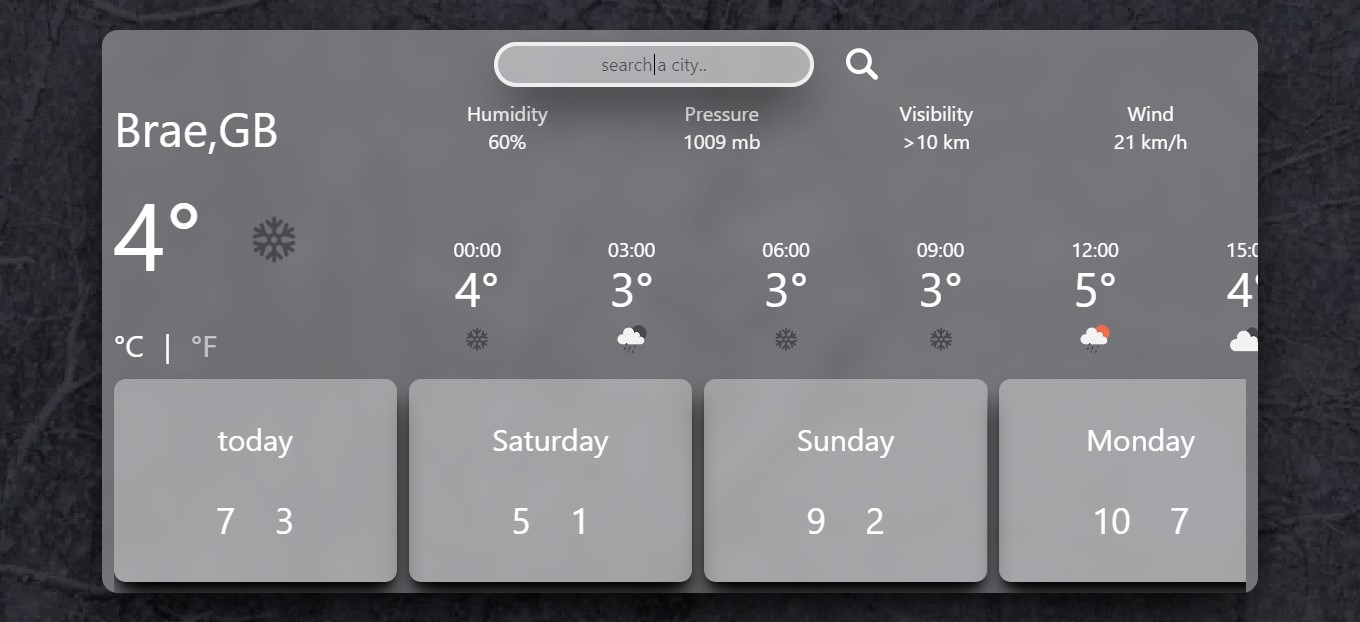 search a city..
Brae,GB
Humidity
60%
Pressure
1009 mb
Visibility
>10 km
Wind
21 km/h
4°
00:00
4°
03:00
3°
06:00
3°
09:00
3°
12:00
5°
15:0
4°
°C | °F
today
7 3
Saturday
5 1
Sunday
9 2
Monday
10 7